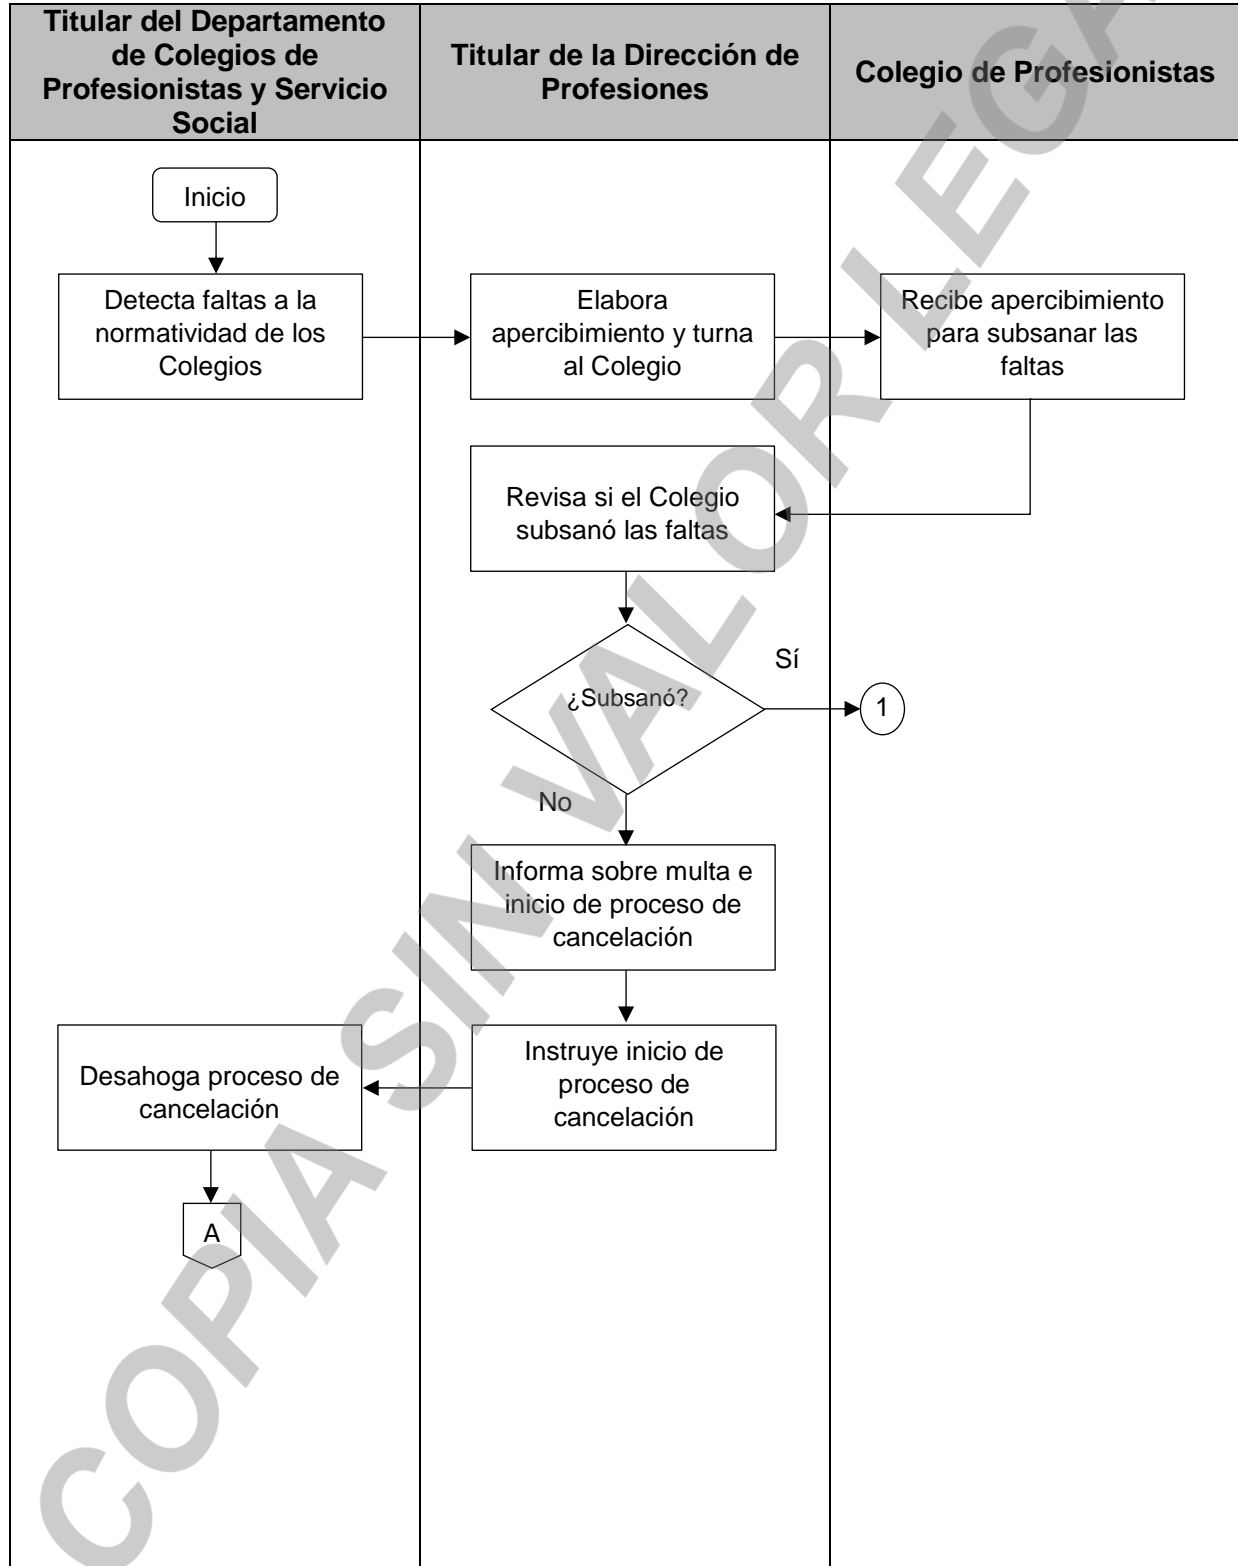 Titular del Departamento
de Colegios de
Profesionistas y Servicio
Social
Titular de la Dirección de
Profesiones
Colegio de Profesionistas
Inicio
Detecta faltas a la
normatividad de los
Colegios
Elabora
apercibimiento y turna
al Colegio
Recibe apercibimiento
para subsanar las
faltas
Revisa si el Colegio
subsanó las faltas
¿Subsanó?
Sí
1
No
Informa sobre multa e
inicio de proceso de
cancelación
Instruye inicio de
proceso de
cancelación
Desahoga proceso de
cancelación
A
COPIA SIN VALOR LEGA